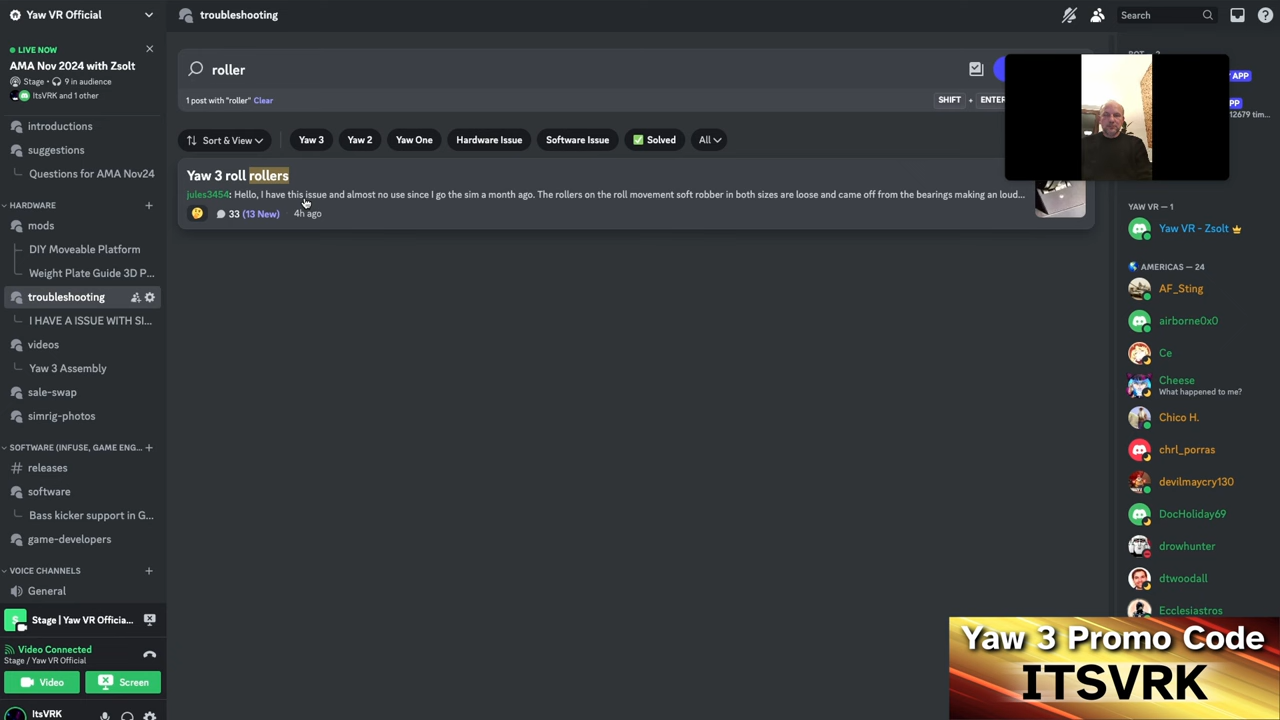 Yaw VR Official
LIVE NOW
AMA Nov 2024 with Zsolt
Stage • 9 in audience
ItsVRK and 1 other
introductions
suggestions
Questions for AMA Nov24
HARDWARE
mods
DIY Moveable Platform
Weight Plate Guide 3D P...
troubleshooting
I HAVE A ISSUE WITH SI...
videos
Yaw 3 Assembly
sale-swap
simrig-photos
SOFTWARE (INFUSE, GAME ENG...
releases
software
Bass kicker support in G...
game-developers
VOICE CHANNELS
General
Stage | Yaw VR Officia...
Video Connected
Stage / Yaw VR Official
Video
Screen
ItsVRK
troubleshooting
Search
roller
1 post with "roller" Clear
SHIFT + ENTER
Sort & View
Yaw 3
Yaw 2
Yaw One
Hardware Issue
Software Issue
✅ Solved
All
Yaw 3 roll rollers
jules3454: Hello, I have this issue and almost no use since I go the sim a month ago. The rollers on the roll movement soft robber in both sizes are loose and came off from the bearings making an loud...
33 (13 New)
4h ago
APP
12679 tim...
YAW VR — 1
Yaw VR - Zsolt
AMERICAS — 24
AF_Sting
airborne0x0
Ce
Cheese
What happened to me?
Chico H.
chrl_porras
devilmaycry130
DocHoliday69
drowhunter
dtwoodall
Ecclesiastros
Yaw 3 Promo Code
ITSVRK